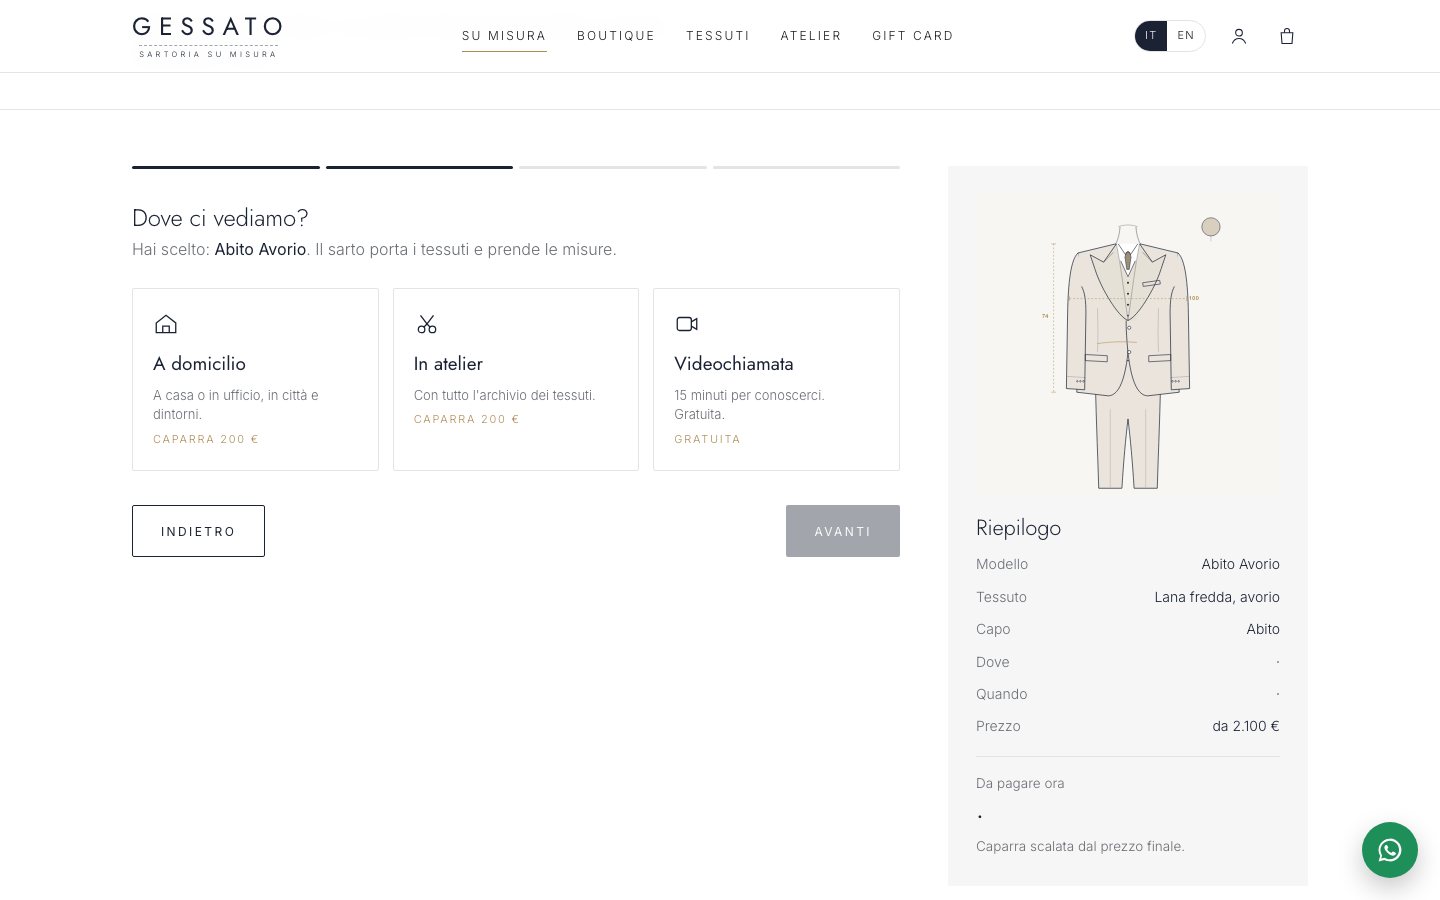 GESSATO
SARTORIA SU MISURA
SU MISURA
BOUTIQUE
TESSUTI
ATELIER
GIFT CARD
IT
EN
Dove ci vediamo?
Hai scelto: Abito Avorio. Il sarto porta i tessuti e prende le misure.
A domicilio
A casa o in ufficio, in città e
dintorni.
CAPARRA 200 €
In atelier
Con tutto l'archivio dei tessuti.
CAPARRA 200 €
Videochiamata
15 minuti per conoscerci.
Gratuita.
GRATUITA
INDIETRO
AVANTI
74
100
Riepilogo
Modello Abito Avorio
Tessuto Lana fredda, avorio
Capo Abito
Dove ·
Quando ·
Prezzo da 2.100 €
Da pagare ora
·
Caparra scalata dal prezzo finale.